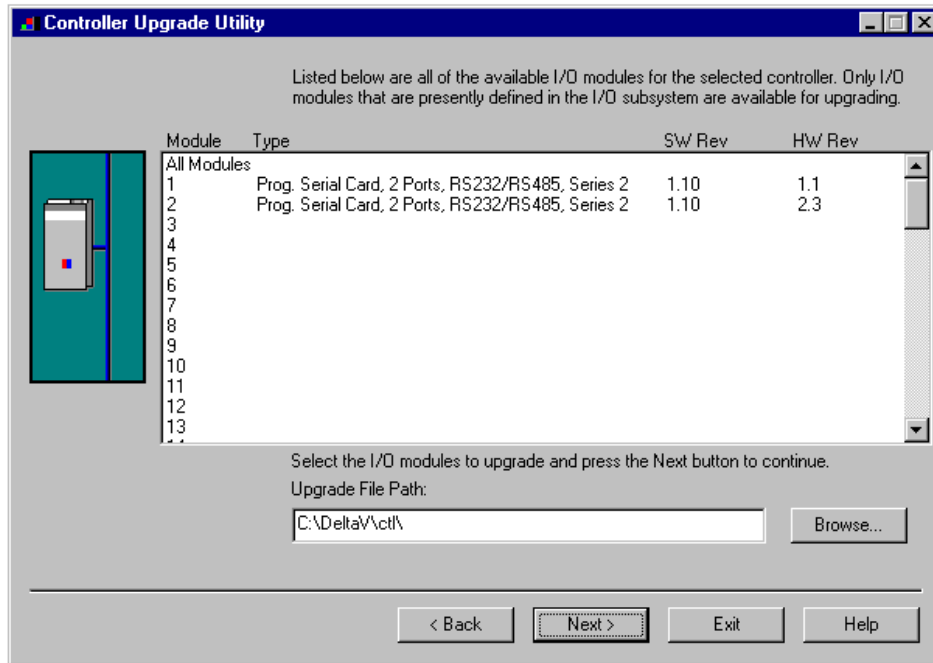 Controller Upgrade Utility
Listed below are all of the available I/O modules for the selected controller. Only I/O
modules that are presently defined in the I/O subsystem are available for upgrading.
Module Type SW Rev HW Rev
All Modules
1 Prog. Serial Card, 2 Ports, RS232/RS485, Series 2 1.10 1.1
2 Prog. Serial Card, 2 Ports, RS232/RS485, Series 2 1.10 2.3
3
4
5
6
7
8
9
10
11
12
13
Select the I/O modules to upgrade and press the Next button to continue.
Upgrade File Path:
C:\DeltaV\ctl\
Browse...
< Back
Next >
Exit
Help